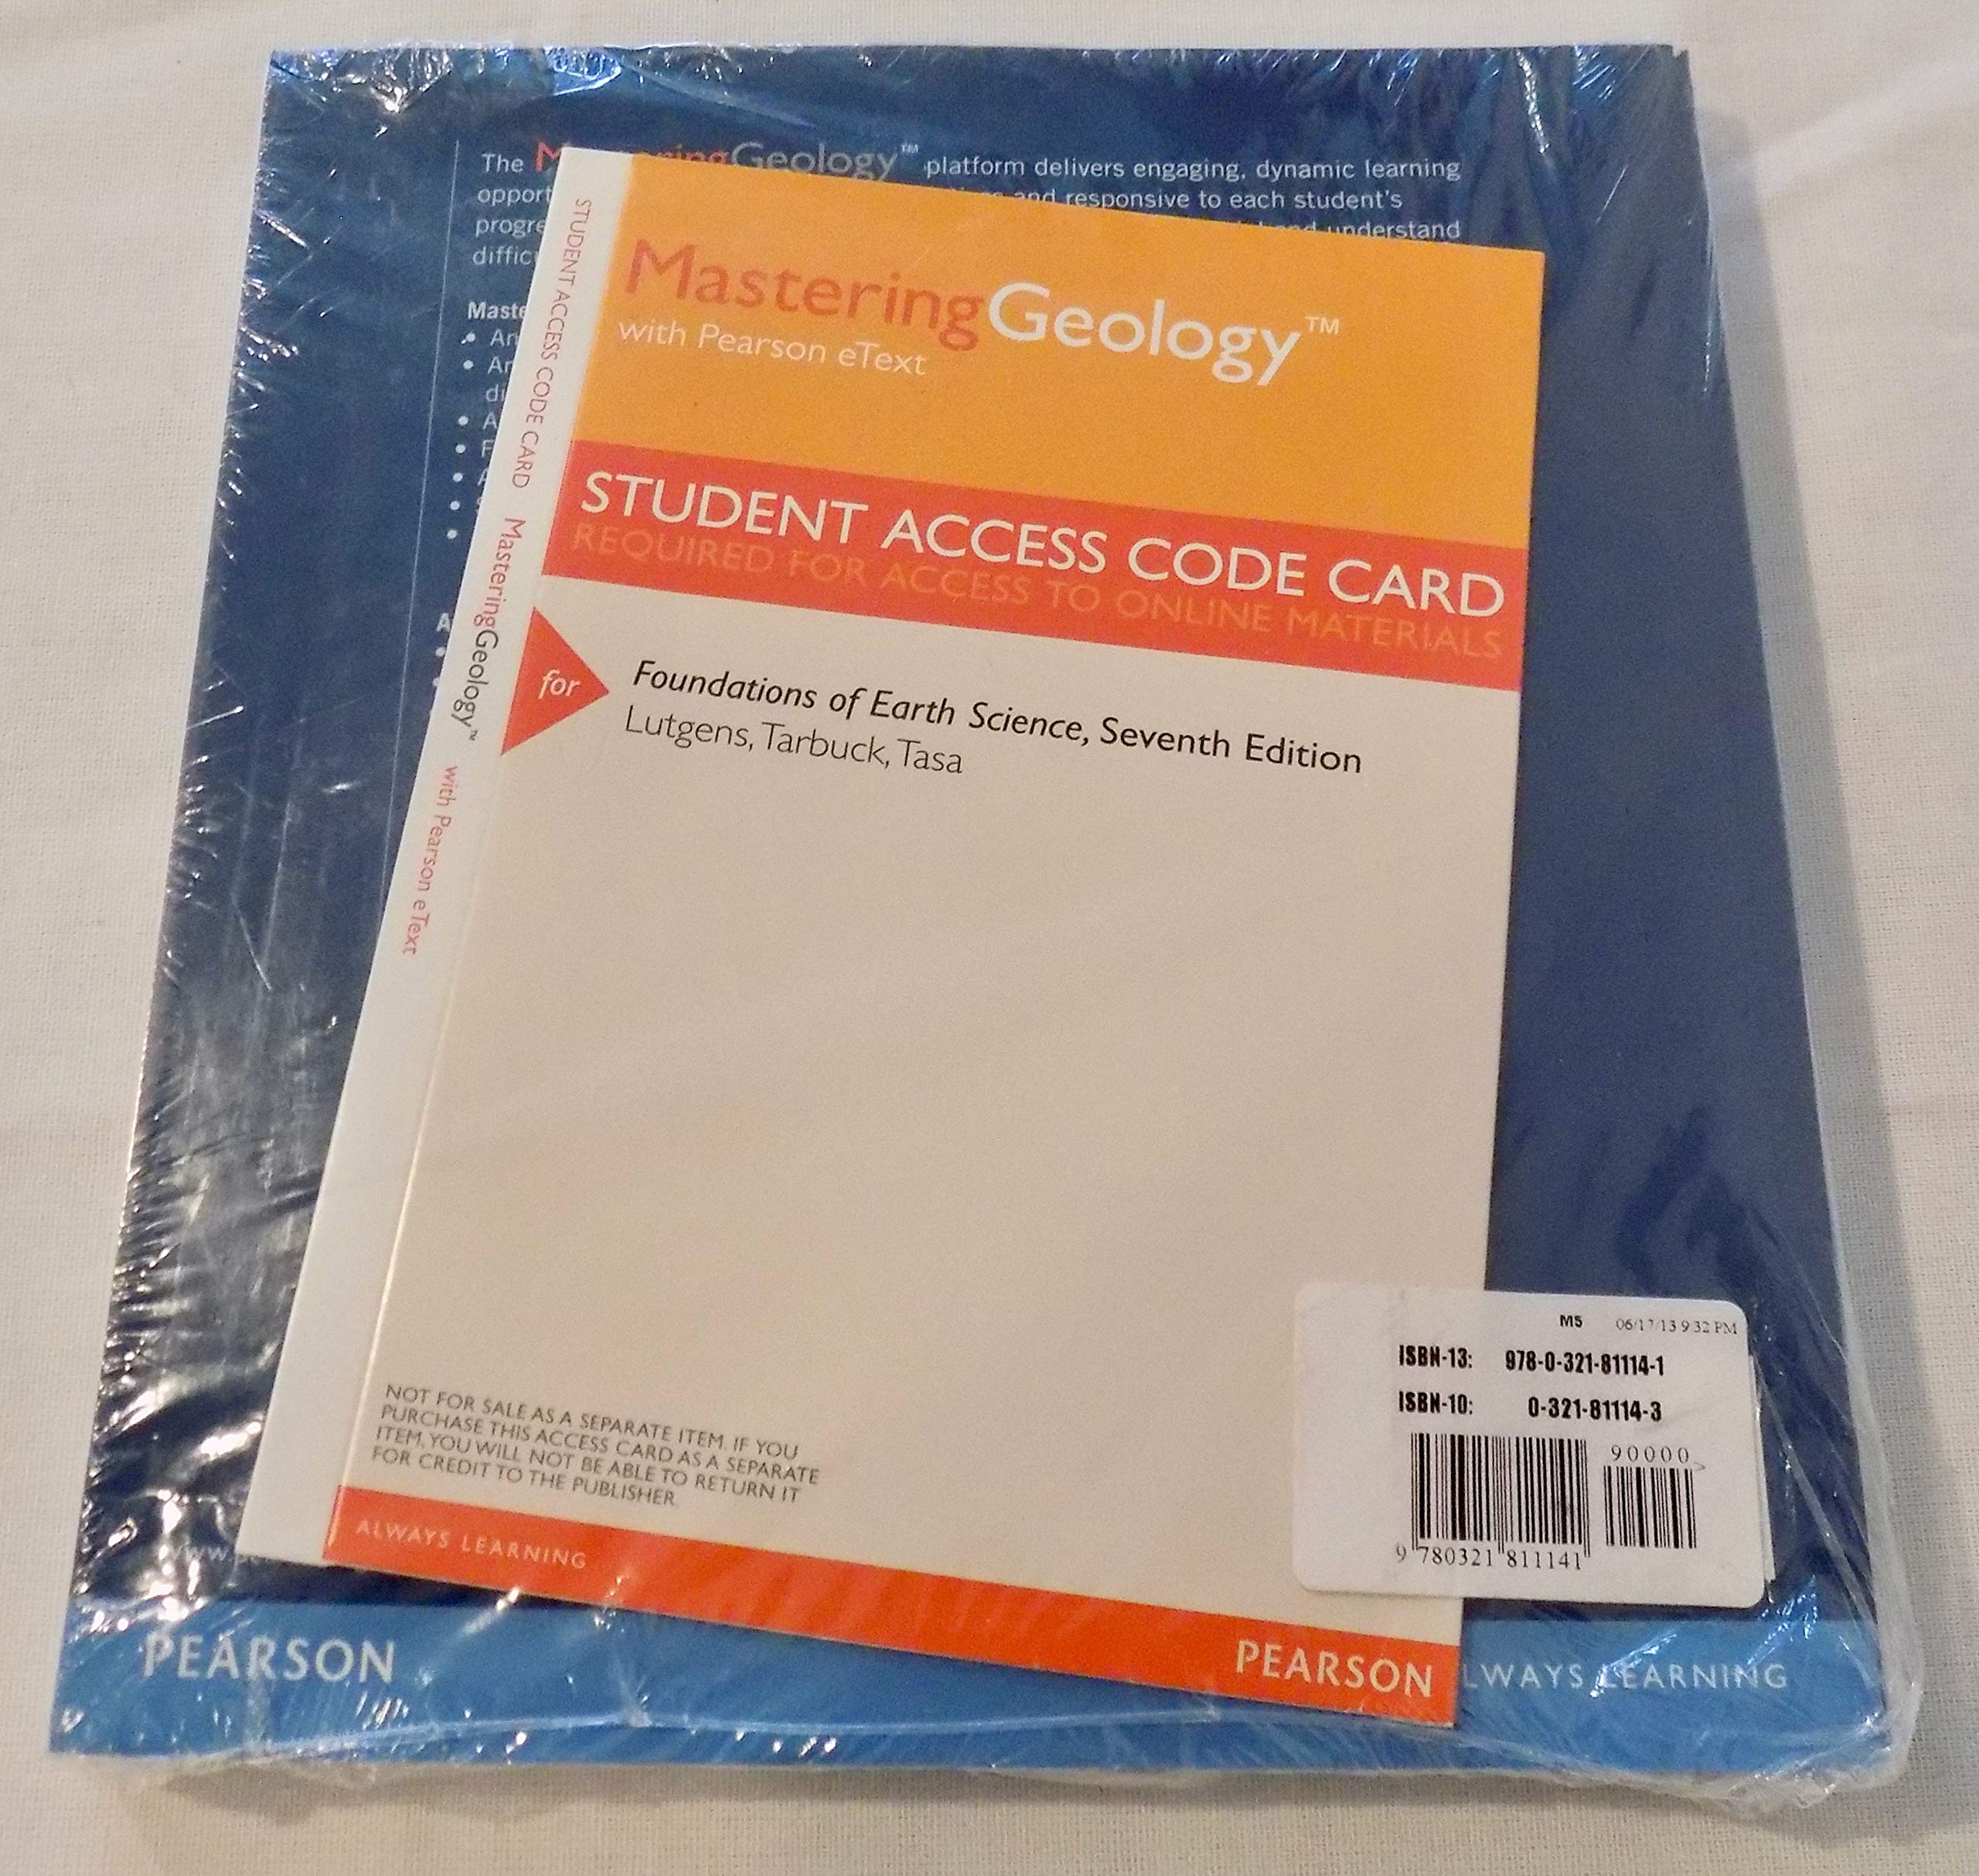 The MasteringGeology™ platform delivers engaging, dynamic learning
and responsive to each student's
understand
MasteringGeology™
with Pearson eText
STUDENT ACCESS CODE CARD
REQUIRED FOR ACCESS TO ONLINE MATERIALS
for
Foundations of Earth Science, Seventh Edition
Lutgens, Tarbuck, Tasa
STUDENT ACCESS CODE CARD MasteringGeology™ with Pearson eText
NOT FOR SALE AS A SEPARATE ITEM. IF YOU
PURCHASE THIS ACCESS CARD AS A SEPARATE
ITEM, YOU WILL NOT BE ABLE TO RETURN IT
FOR CREDIT TO THE PUBLISHER.
ALWAYS LEARNING
PEARSON
M5 06/17/13 9:32 PM
ISBN-13: 978-0-321-81114-1
ISBN-10: 0-321-81114-3
90000>
9 780321 811141
PEARSON
LWAYS LEARNING